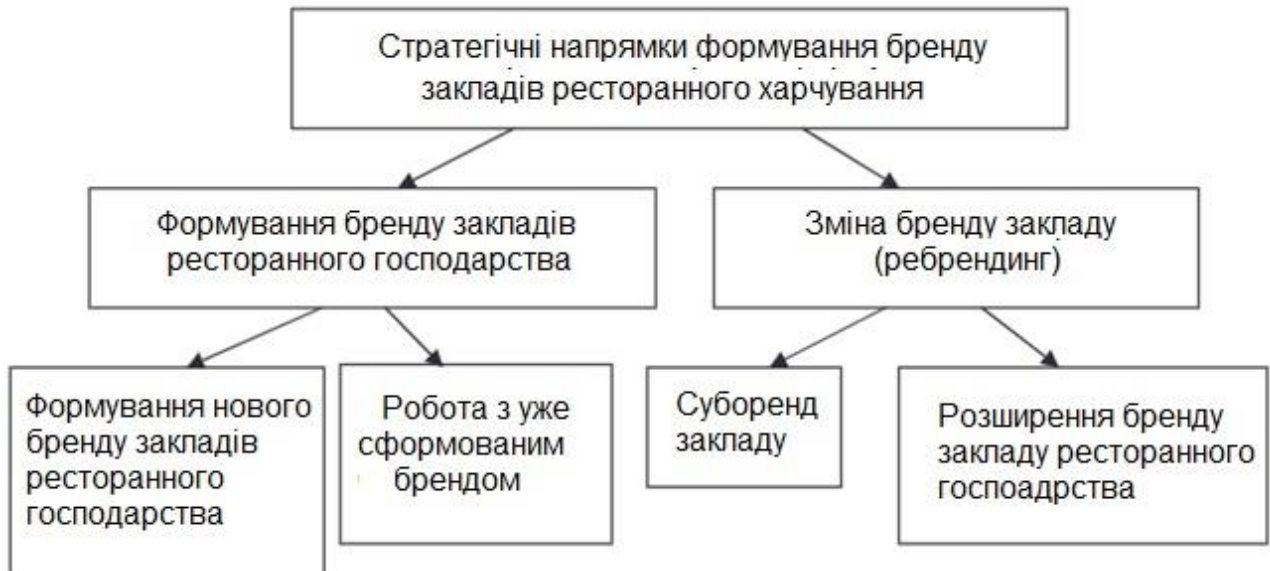 Стратегічні напрямки формування бренду
закладів ресторанного харчування
Формування бренду закладів
ресторанного господарства
Зміна бренду закладу
(ребрендинг)
Формування нового
бренду закладів
ресторанного
господарства
Робота з уже
сформованим
брендом
Суборенд
закладу
Розширення бренду
закладу ресторанного
госпоадрства